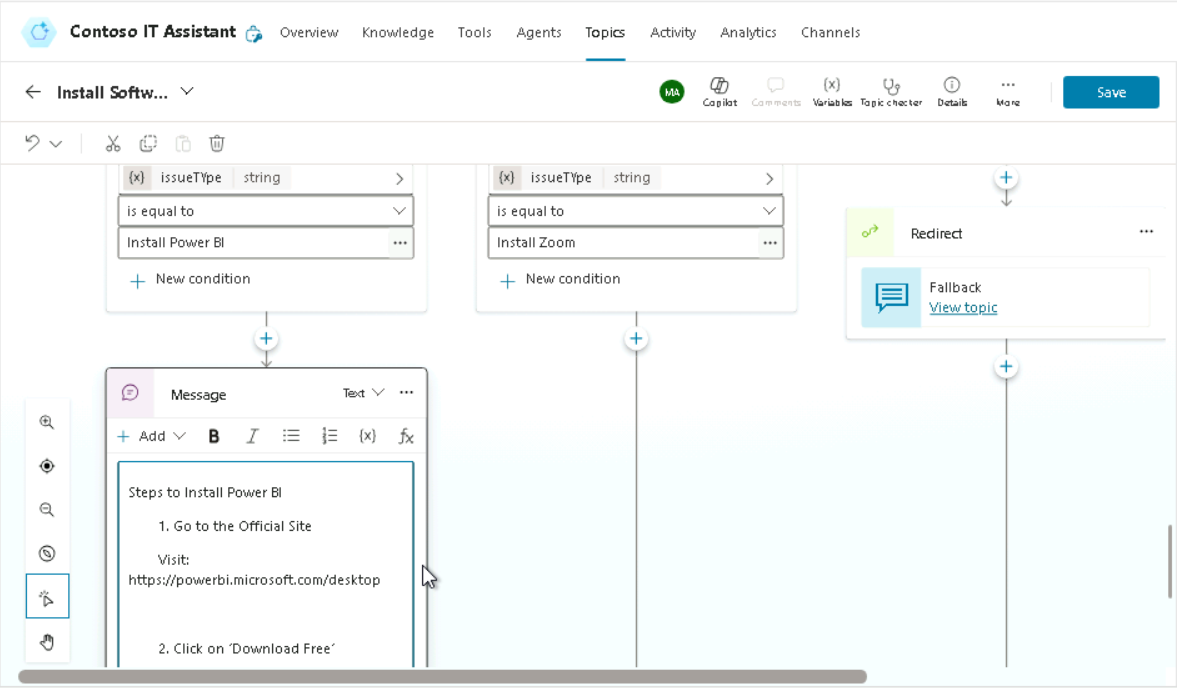 Contoso IT Assistant Overview Knowledge Tools Agents Topics Activity Analytics Channels
Install Softw... MA Copilot Comments Variables Topic checker Details More Save
{x} issueTYpe string
is equal to
Install Power BI
+ New condition
{x} issueTYpe string
is equal to
Install Zoom
+ New condition
Redirect
Fallback
View topic
Message Text
+ Add B I {x} fx
Steps to Install Power BI
1. Go to the Official Site
Visit:
https://powerbi.microsoft.com/desktop
2. Click on ‘Download Free’